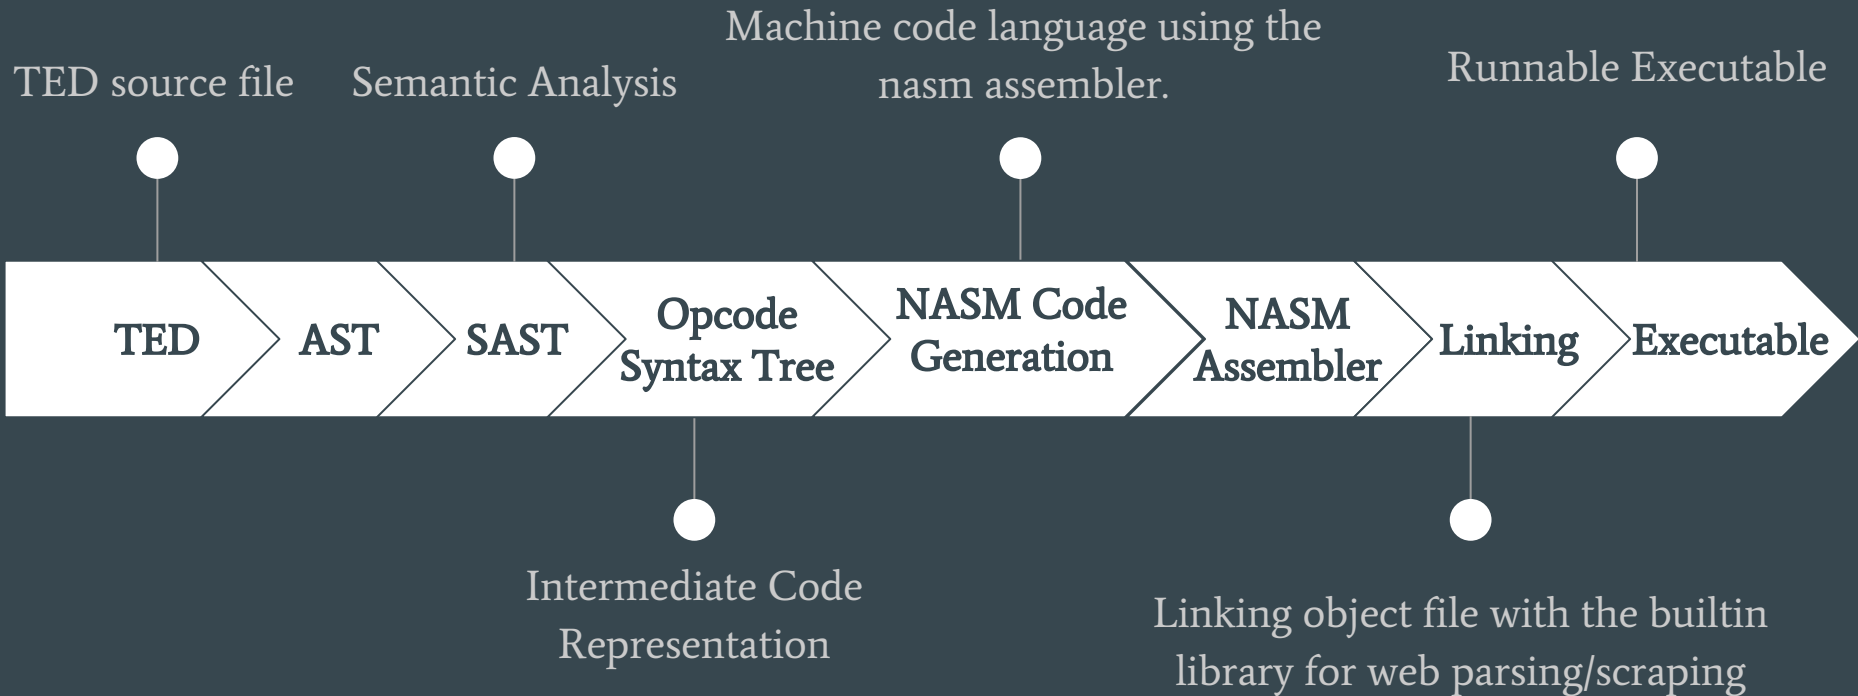 Machine code language using the
nasm assembler.
TED source file
Semantic Analysis
Runnable Executable
TED
AST
SAST
Opcode
Syntax Tree
NASM Code
Generation
NASM
Assembler
Linking
Executable
Intermediate Code
Representation
Linking object file with the builtin
library for web parsing/scraping